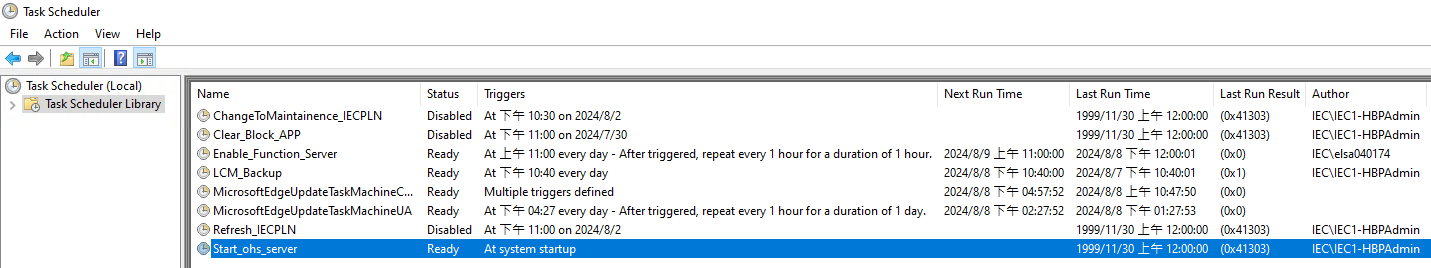 Task Scheduler
File Action View Help
Task Scheduler (Local)
Task Scheduler Library
Name Status Triggers Next Run Time Last Run Time Last Run Result Author
ChangeToMaintainence_IECPLN Disabled At 下午 10:30 on 2024/8/2 1999/11/30 上午 12:00:00 (0x41303) IEC\IEC1-HBPAdmin
Clear_Block_APP Disabled At 下午 11:00 on 2024/7/30 1999/11/30 上午 12:00:00 (0x41303) IEC\IEC1-HBPAdmin
Enable_Function_Server Ready At 上午 11:00 every day - After triggered, repeat every 1 hour for a duration of 1 hour. 2024/8/9 上午 11:00:00 2024/8/8 下午 12:00:01 (0x0) IEC\elsa040174
LCM_Backup Ready At 下午 10:40 every day 2024/8/8 下午 10:40:00 2024/8/7 下午 10:40:01 (0x1) IEC\IEC1-HBPAdmin
MicrosoftEdgeUpdateTaskMachineC... Ready Multiple triggers defined 2024/8/8 下午 04:57:52 2024/8/8 上午 10:47:50 (0x0)
MicrosoftEdgeUpdateTaskMachineUA Ready At 下午 04:27 every day - After triggered, repeat every 1 hour for a duration of 1 day. 2024/8/8 下午 02:27:52 2024/8/8 下午 01:27:53 (0x0)
Refresh_IECPLN Disabled At 下午 11:00 on 2024/8/2 1999/11/30 上午 12:00:00 (0x41303) IEC\IEC1-HBPAdmin
Start_ohs_server Ready At system startup 1999/11/30 上午 12:00:00 (0x41303) IEC\IEC1-HBPAdmin